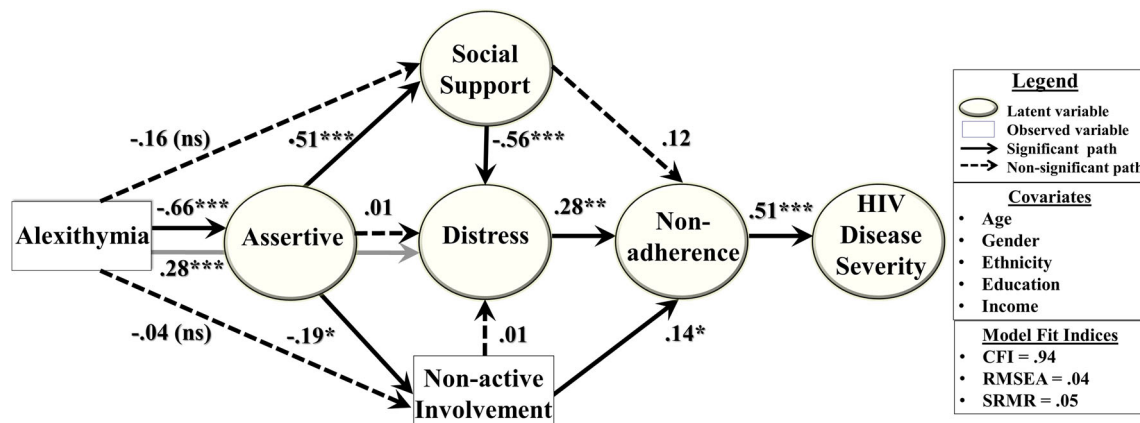 Social
Support
-.16 (ns)
.51***
-.56***
.12
Alexithymia
-.66***
.28***
Assertive
.01
Distress
.28**
Non-
adherence
.51***
HIV
Disease
Severity
-.04 (ns)
-.19*
.01
.14*
Non-active
Involvement
Legend
Latent variable
Observed variable
Significant path
Non-significant path
Covariates
• Age
• Gender
• Ethnicity
• Education
• Income
Model Fit Indices
• CFI = .94
• RMSEA = .04
• SRMR = .05